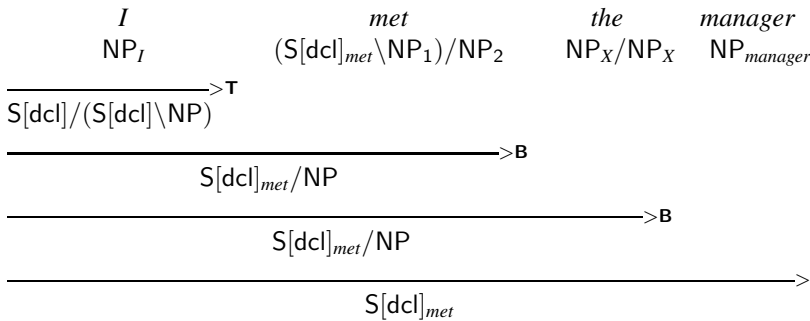 I met the manager
NP_I (S[dcl]_met\NP_1)/NP_2 NP_X/NP_X NP_manager
>T
S[dcl]/(S[dcl]\NP)
>B
S[dcl]_met/NP
>B
S[dcl]_met/NP
>
S[dcl]_met